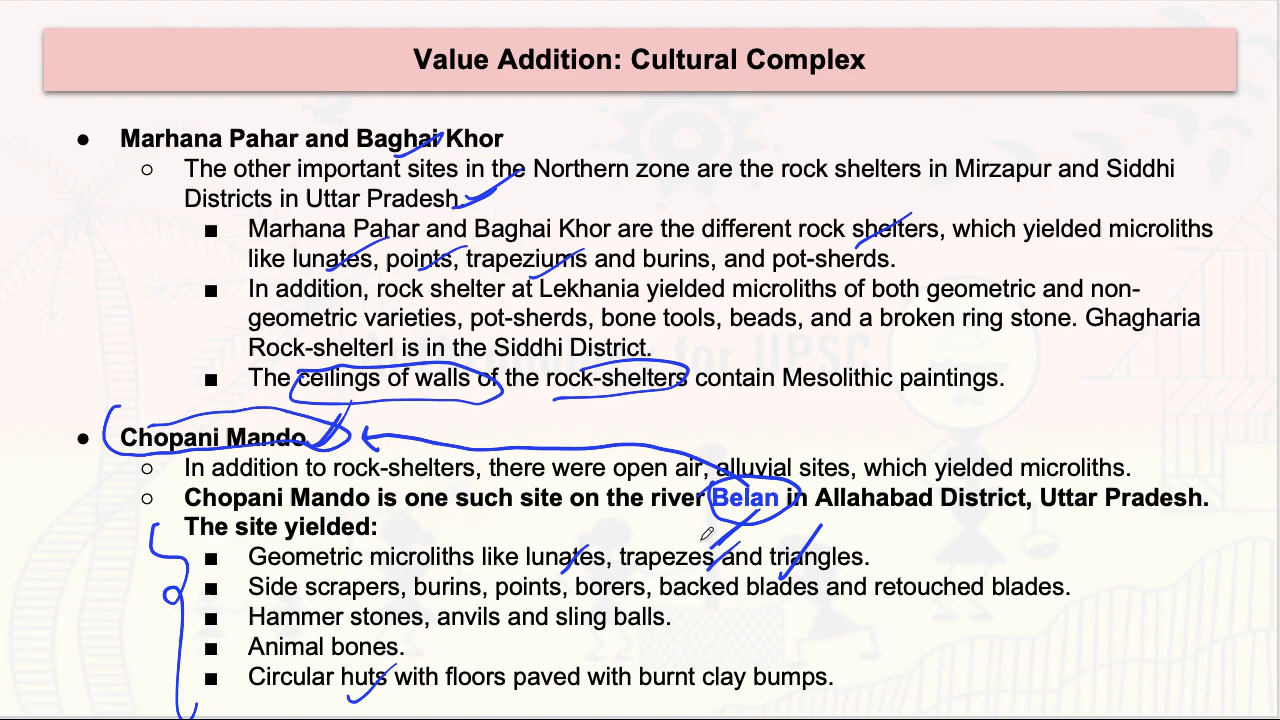 Value Addition: Cultural Complex
● Marhana Pahar and Baghai Khor
○ The other important sites in the Northern zone are the rock shelters in Mirzapur and Siddhi
Districts in Uttar Pradesh.
■ Marhana Pahar and Baghai Khor are the different rock shelters, which yielded microliths
like lunates, points, trapeziums and burins, and pot-sherds.
■ In addition, rock shelter at Lekhania yielded microliths of both geometric and non-
geometric varieties, pot-sherds, bone tools, beads, and a broken ring stone. Ghagharia
Rock-shelterI is in the Siddhi District.
■ The ceilings of walls of the rock-shelters contain Mesolithic paintings.
● Chopani Mando
○ In addition to rock-shelters, there were open air, alluvial sites, which yielded microliths.
○ Chopani Mando is one such site on the river Belan in Allahabad District, Uttar Pradesh.
The site yielded:
■ Geometric microliths like lunates, trapezes and triangles.
■ Side scrapers, burins, points, borers, backed blades and retouched blades.
■ Hammer stones, anvils and sling balls.
■ Animal bones.
■ Circular huts with floors paved with burnt clay bumps.
for UPSC